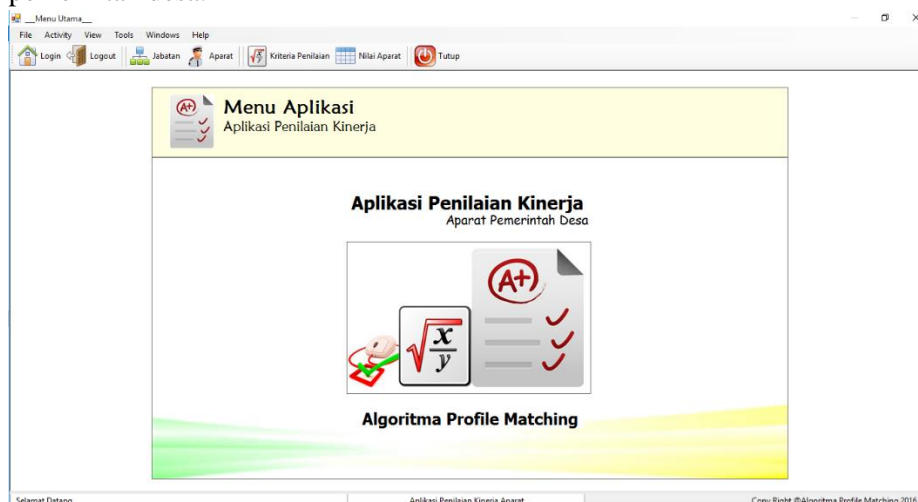 __Menu Utama__
File Activity View Tools Windows Help
Login Logout Jabatan Aparat Kriteria Penilaian Nilai Aparat Tutup
A+ Menu Aplikasi
Aplikasi Penilaian Kinerja
Aplikasi Penilaian Kinerja
Aparat Pemerintah Desa
A+
√x/y
Algoritma Profile Matching
Selamat Datang Aplikasi Penilaian Kinerja Aparat Copy Right @Algoritma Profile Matching 2016